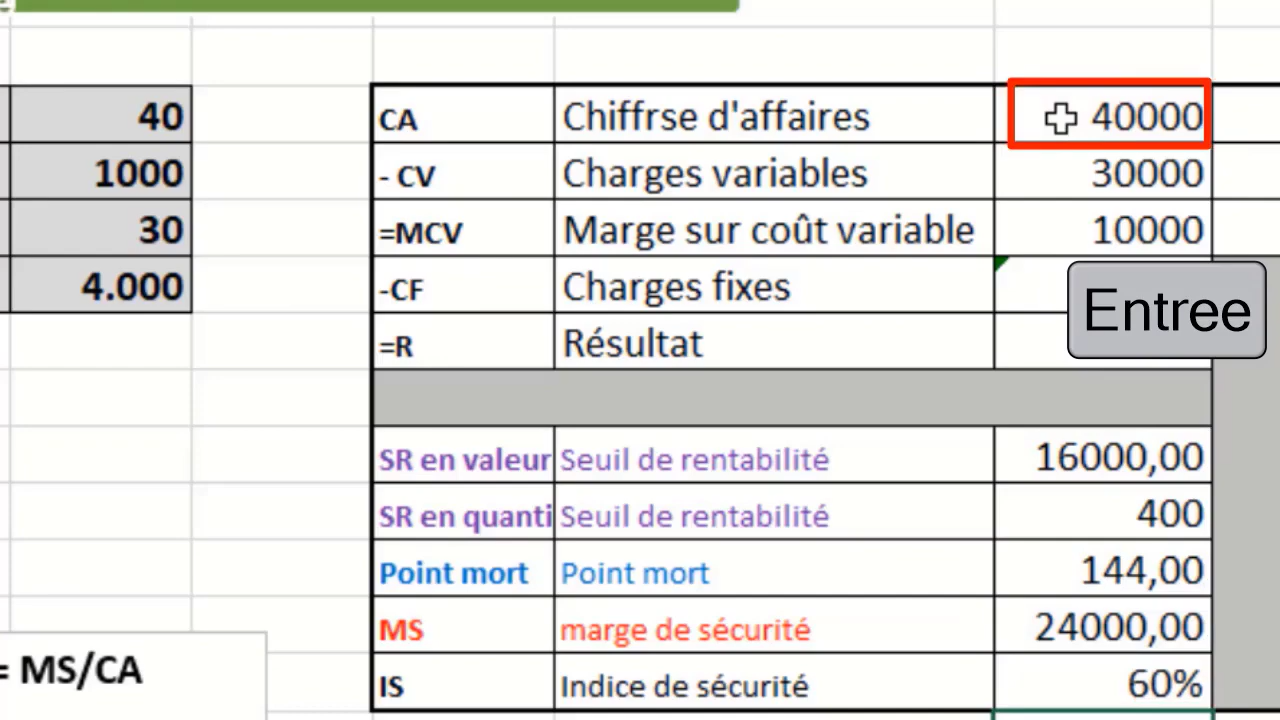 40 CA Chiffrse d'affaires 40000
1000 - CV Charges variables 30000
30 =MCV Marge sur coût variable 10000
4.000 -CF Charges fixes
Entree
=R Résultat
SR en valeur Seuil de rentabilité 16000,00
SR en quanti Seuil de rentabilité 400
Point mort Point mort 144,00
MS marge de sécurité 24000,00
= MS/CA
IS Indice de sécurité 60%